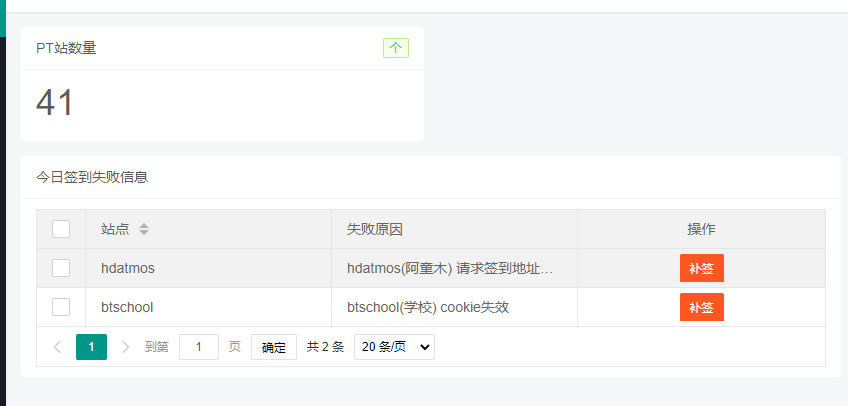 PT站数量 个
41
今日签到失败信息
站点 失败原因 操作
hdatmos hdatmos(阿童木) 请求签到地址... 补签
btschool btschool(学校) cookie失效 补签
1 到第 1 页 确定 共 2 条 20 条/页